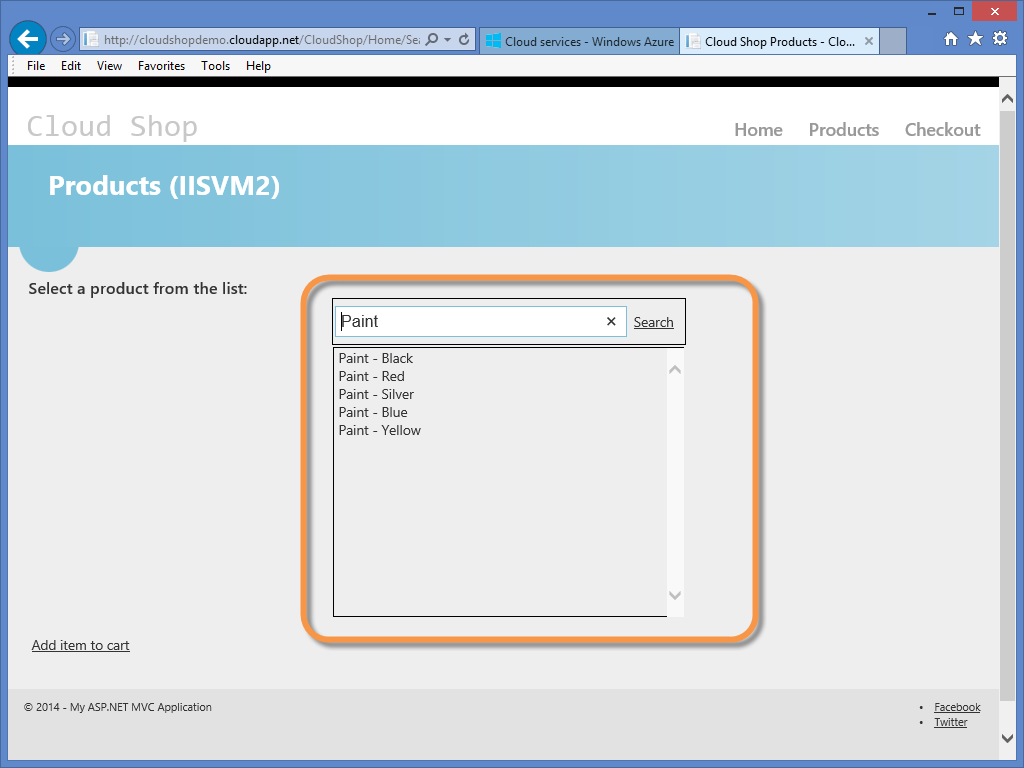 http://cloudshopdemo.cloudapp.net/CloudShop/Home/Se
Cloud services - Windows Azure
Cloud Shop Products - Clo...
File Edit View Favorites Tools Help
Cloud Shop
Home Products Checkout
Products (IISVM2)
Select a product from the list:
Paint
Search
Paint - Black
Paint - Red
Paint - Silver
Paint - Blue
Paint - Yellow
Add item to cart
© 2014 - My ASP.NET MVC Application
• Facebook
• Twitter